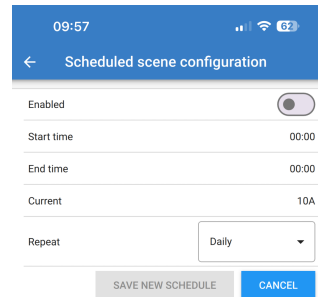 09:57 62
Scheduled scene configuration
Enabled
Start time 00:00
End time 00:00
Current 10A
Repeat Daily
SAVE NEW SCHEDULE CANCEL